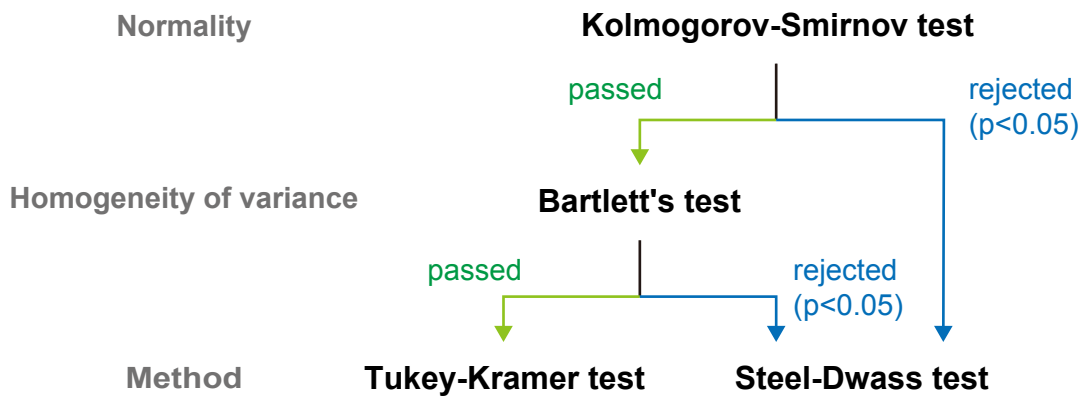 Normality
Kolmogorov-Smirnov test
passed
rejected
(p<0.05)
Homogeneity of variance
Bartlett's test
passed
rejected
(p<0.05)
Method
Tukey-Kramer test
Steel-Dwass test